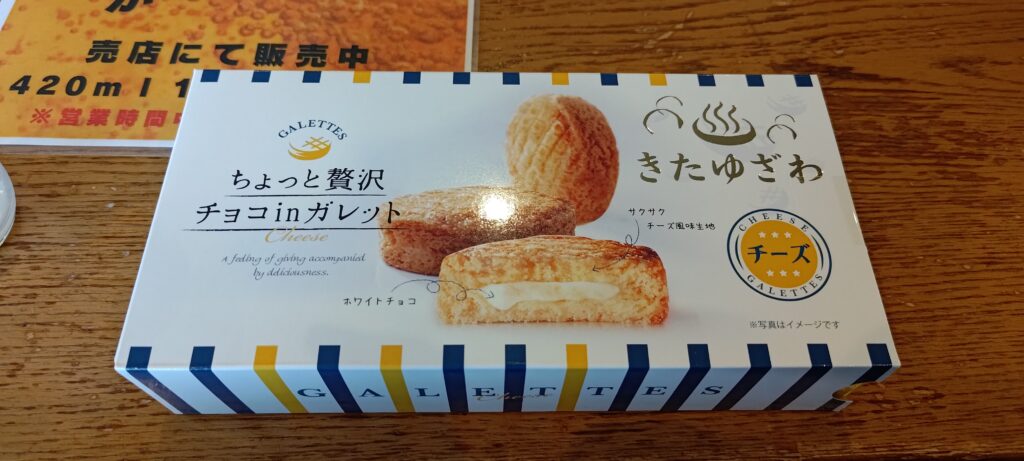 売店にて販売中
420ml
※営業時間
GALETTES
ちょっと贅沢
チョコinガレット
Cheese
A feeling of giving accompanied
by deliciousness.
きたゆざわ
サクサク
チーズ風味生地
ホワイトチョコ
CHEESE
チーズ
GALETTES
※写真はイメージです
GALETTES
Cheese